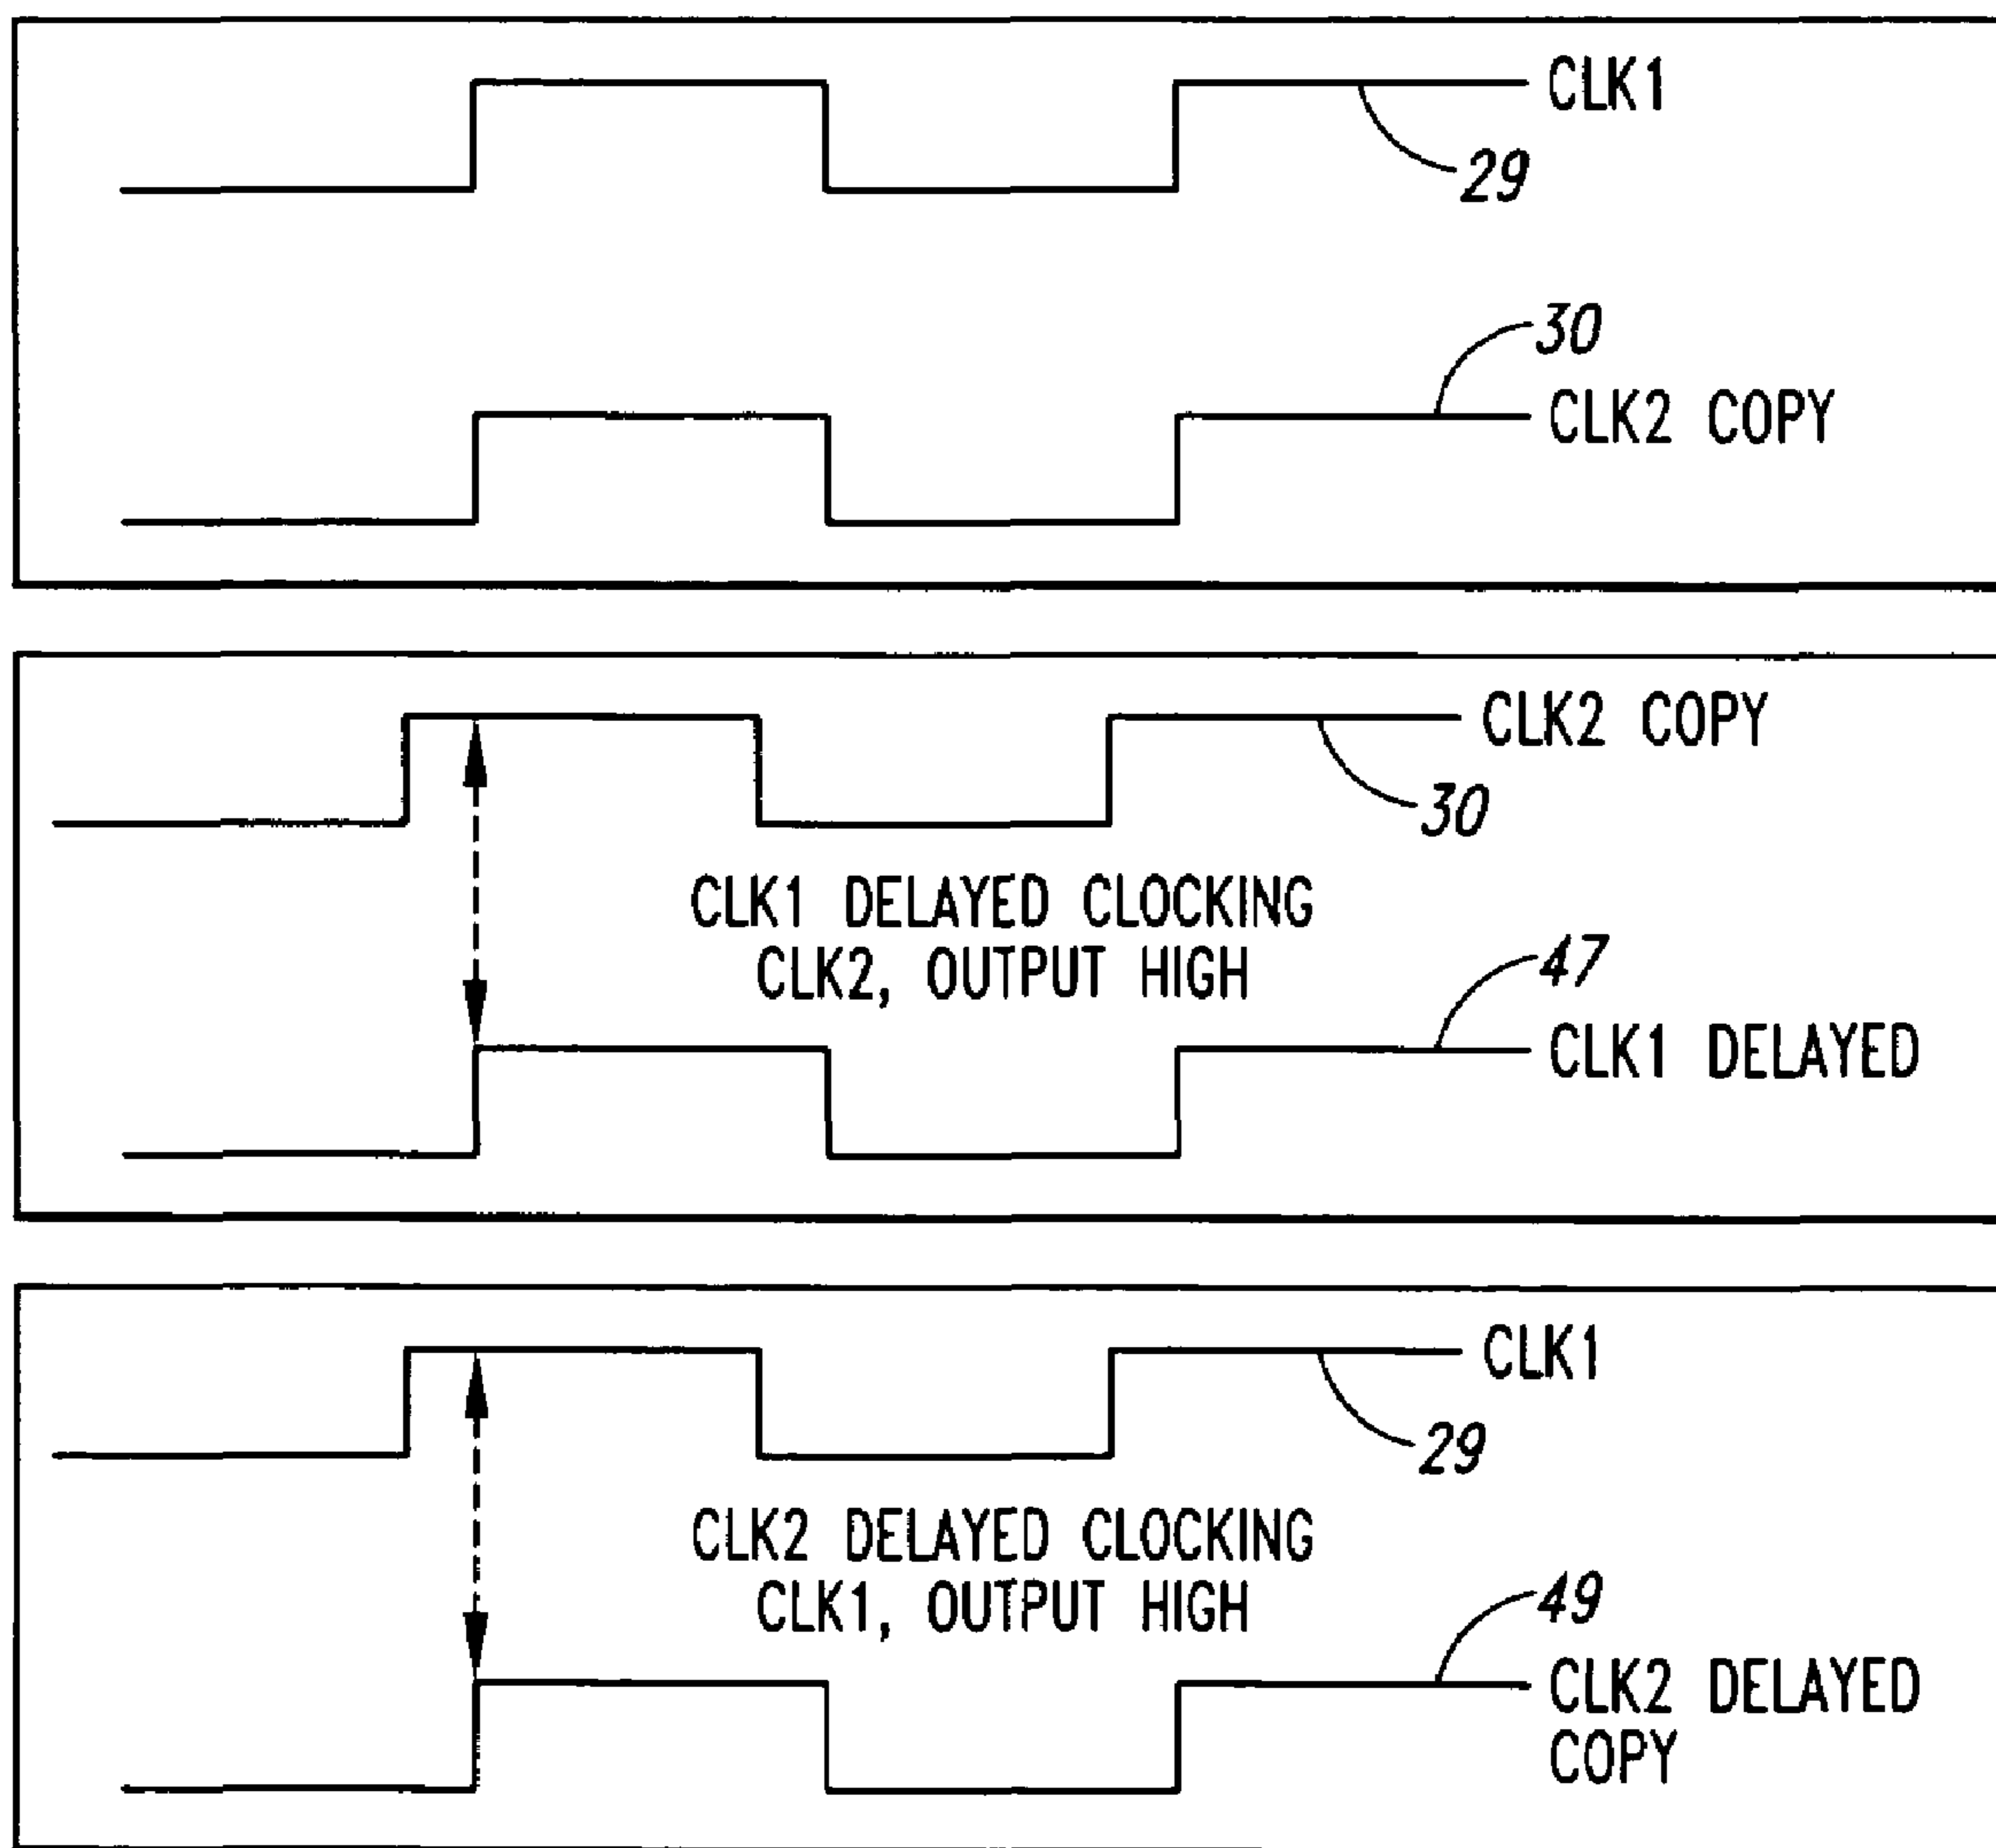 CLK1
29
30
CLK2 COPY
CLK2 COPY
30
CLK1 DELAYED CLOCKING
CLK2, OUTPUT HIGH
47
CLK1 DELAYED
CLK1
29
CLK2 DELAYED CLOCKING
CLK1, OUTPUT HIGH
49
CLK2 DELAYED
COPY